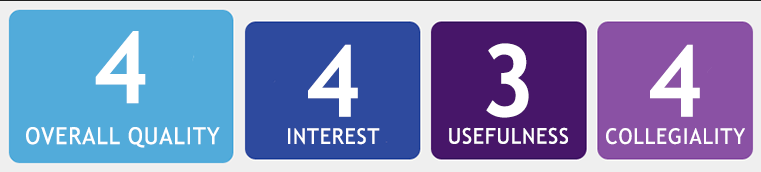 4
OVERALL QUALITY
4
INTEREST
3
USEFULNESS
4
COLLEGIALITY